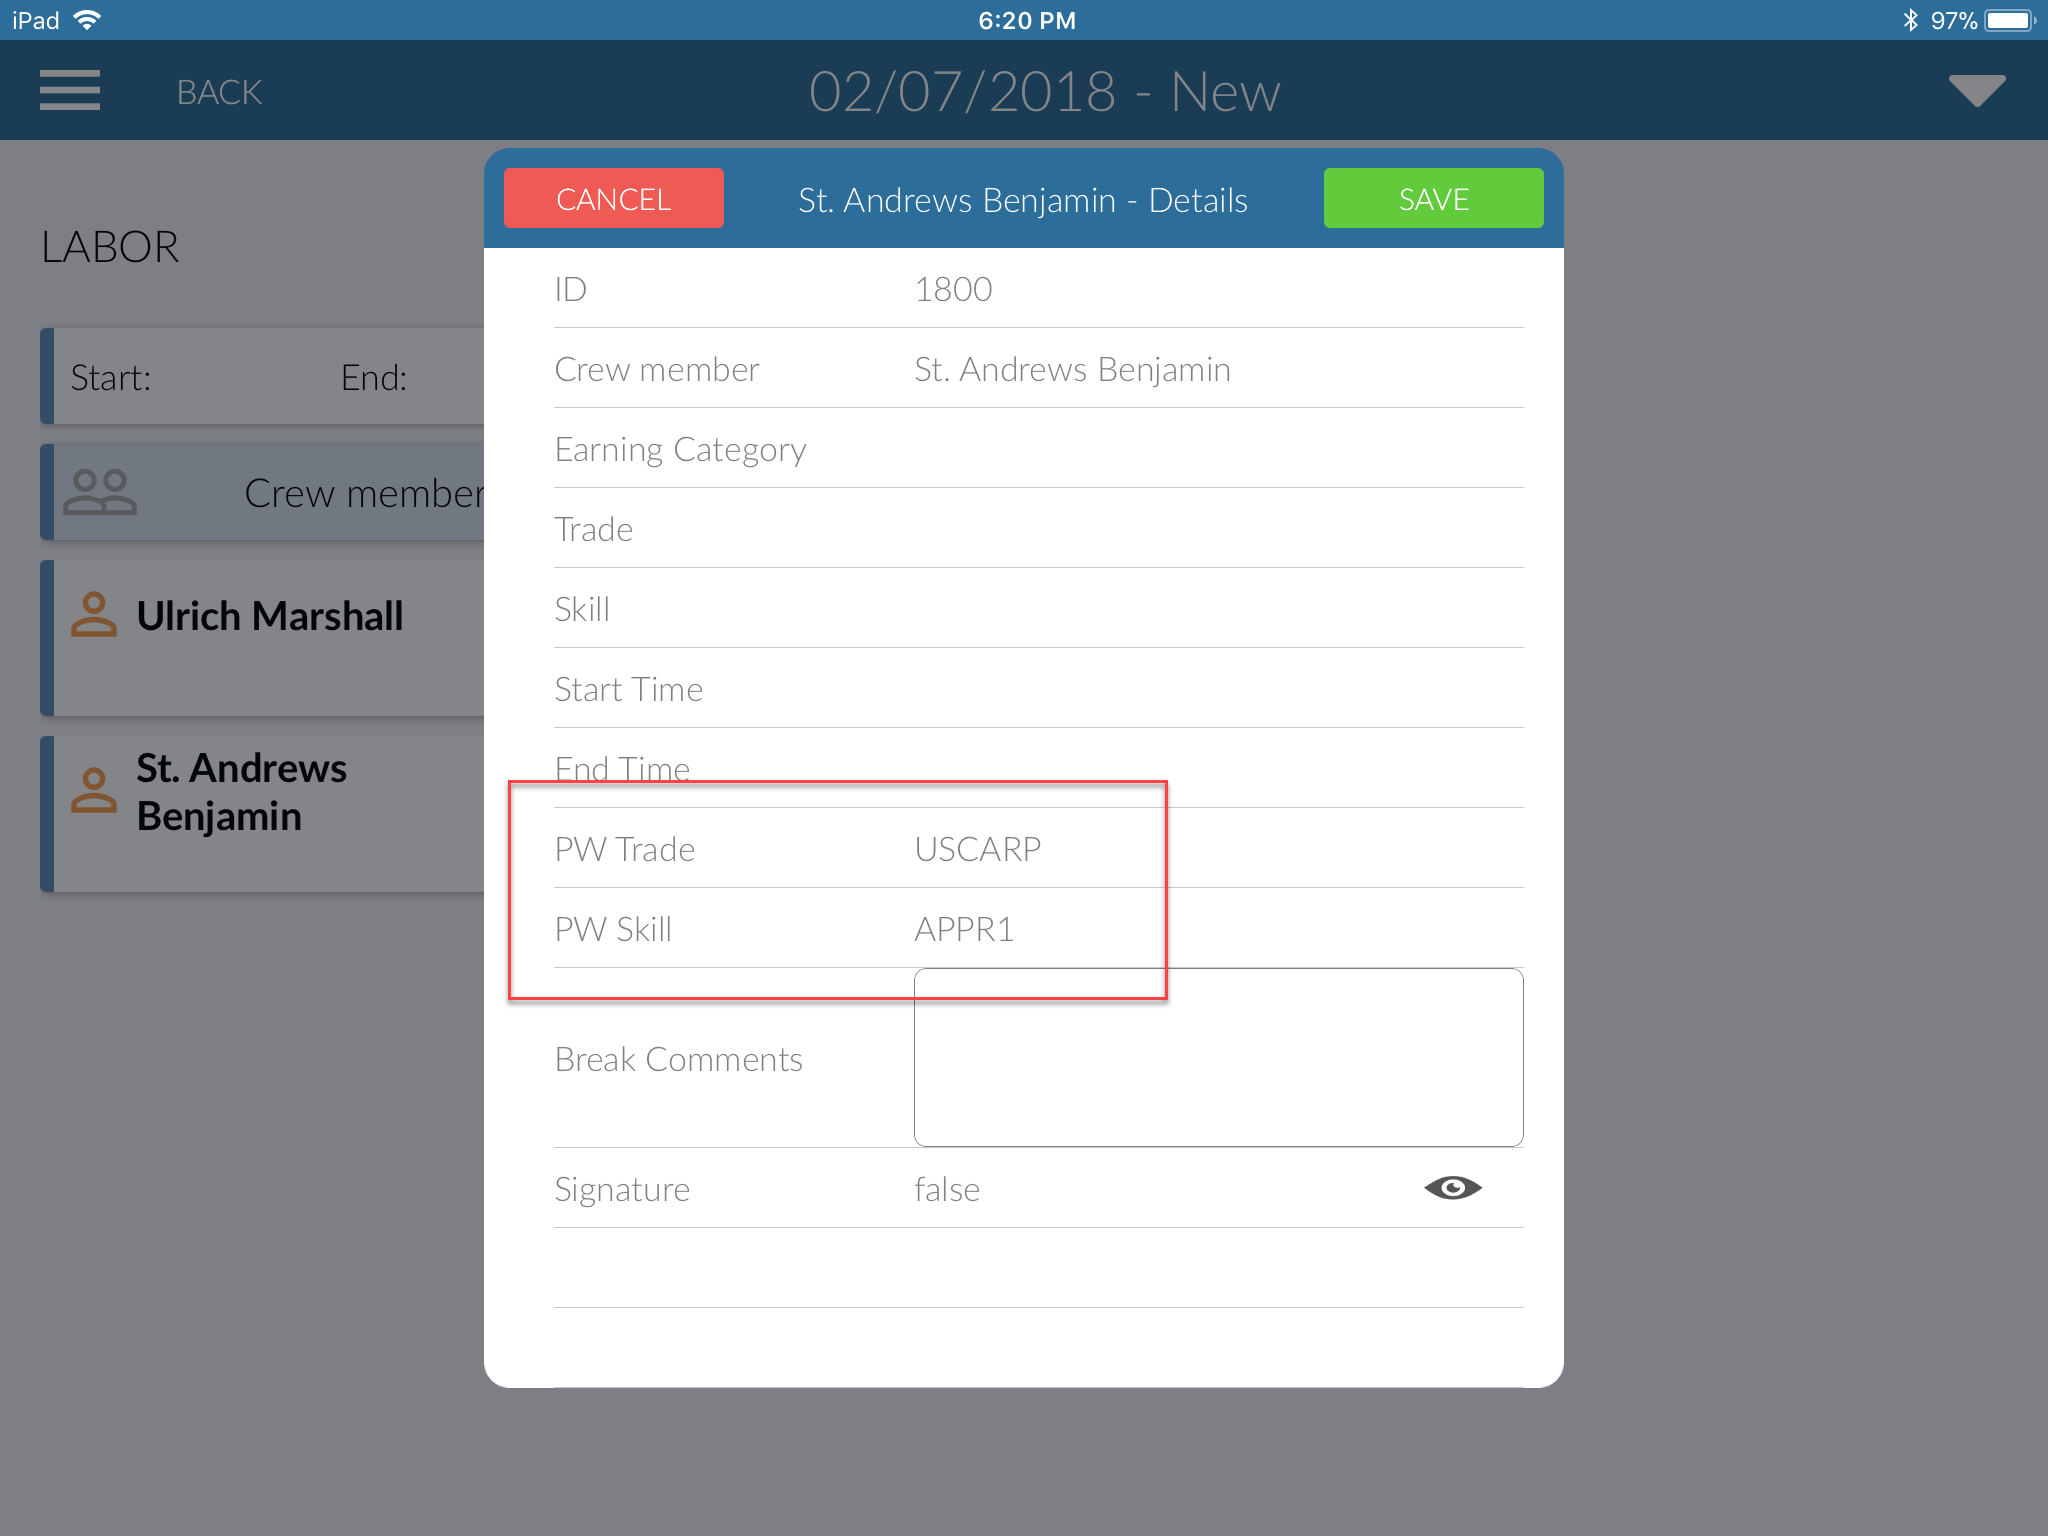 iPad 6:20 PM 97%
BACK 02/07/2018 - New
CANCEL St. Andrews Benjamin - Details SAVE
LABOR
Start: End:
Crew member
Ulrich Marshall
St. Andrews
Benjamin
ID 1800
Crew member St. Andrews Benjamin
Earning Category
Trade
Skill
Start Time
End Time
PW Trade USCARP
PW Skill APPR1
Break Comments
Signature false